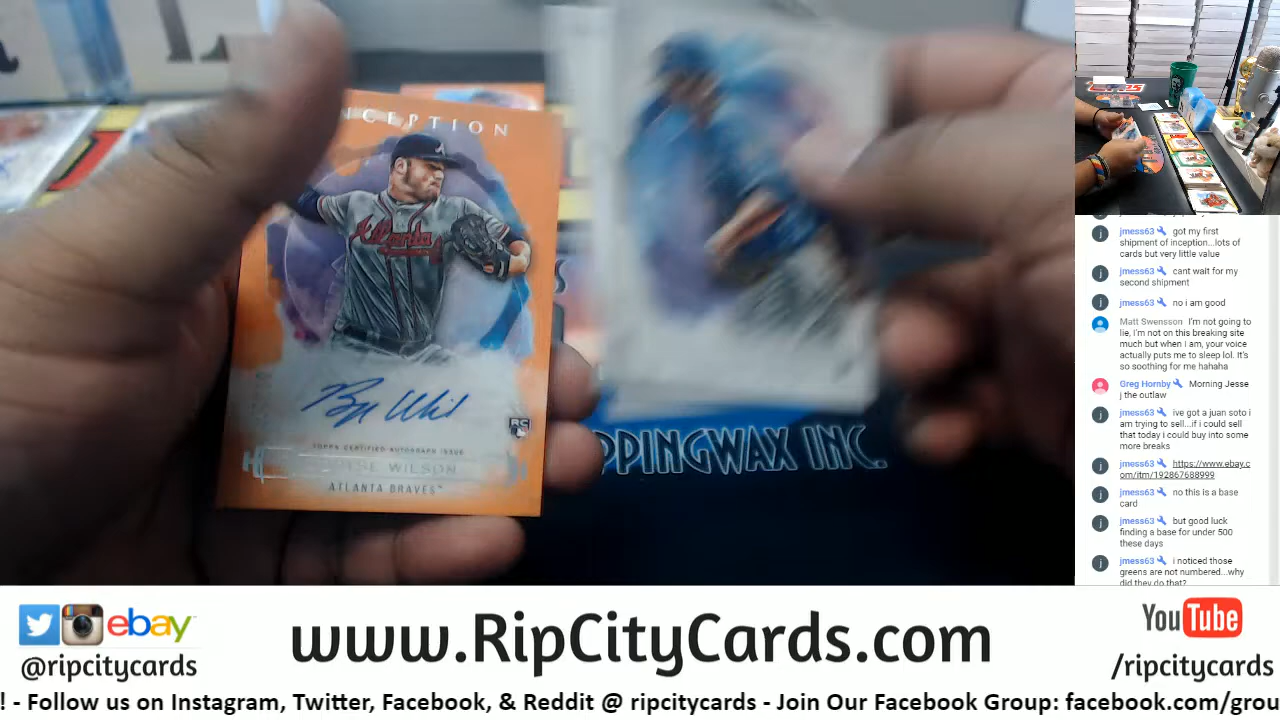 INCEPTION
Atlanta
RC
TOPPS CERTIFIED AUTOGRAPH ISSUE
WILSON
ATLANTA BRAVES™
PPINGWAX INC.
jmess63 got my first
shipment of inception...lots of
cards but very little value
jmess63 cant wait for my
second shipment
jmess63 no i am good
Matt Swensson I'm not going to
lie, I'm not on this breaking site
much but when i am, your voice
actually puts me to sleep lol. It's
so soothing for me hahaha
Greg Hornby Morning Jesse
j the outlaw
jmess63 ive got a juan soto i
am trying to sell...if i could sell
that today i could buy into some
more breaks
jmess63 https://www.ebay.c
om/itm/192867688999
jmess63 no this is a base
card
jmess63 but good luck
finding a base for under 500
these days
jmess63 i noticed those
greens are not numbered...why
did they do that?
ebay
@ripcitycards
www.RipCityCards.com
YouTube
/ripcitycards
! - Follow us on Instagram, Twitter, Facebook, & Reddit @ ripcitycards - Join Our Facebook Group: facebook.com/grou